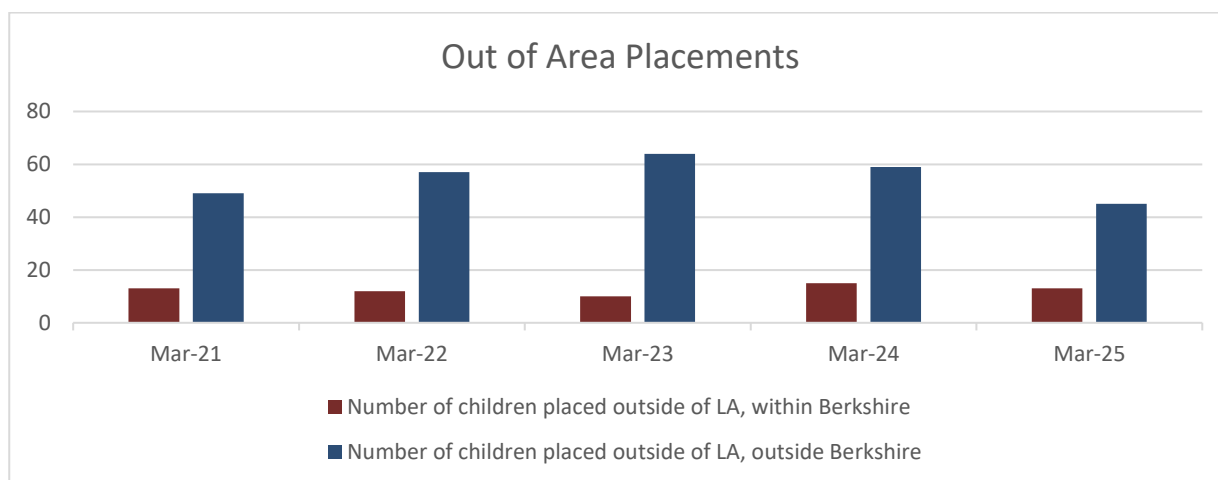 Out of Area Placements
80
60
40
20
0
Mar-21 Mar-22 Mar-23 Mar-24 Mar-25
Number of children placed outside of LA, within Berkshire
Number of children placed outside of LA, outside Berkshire